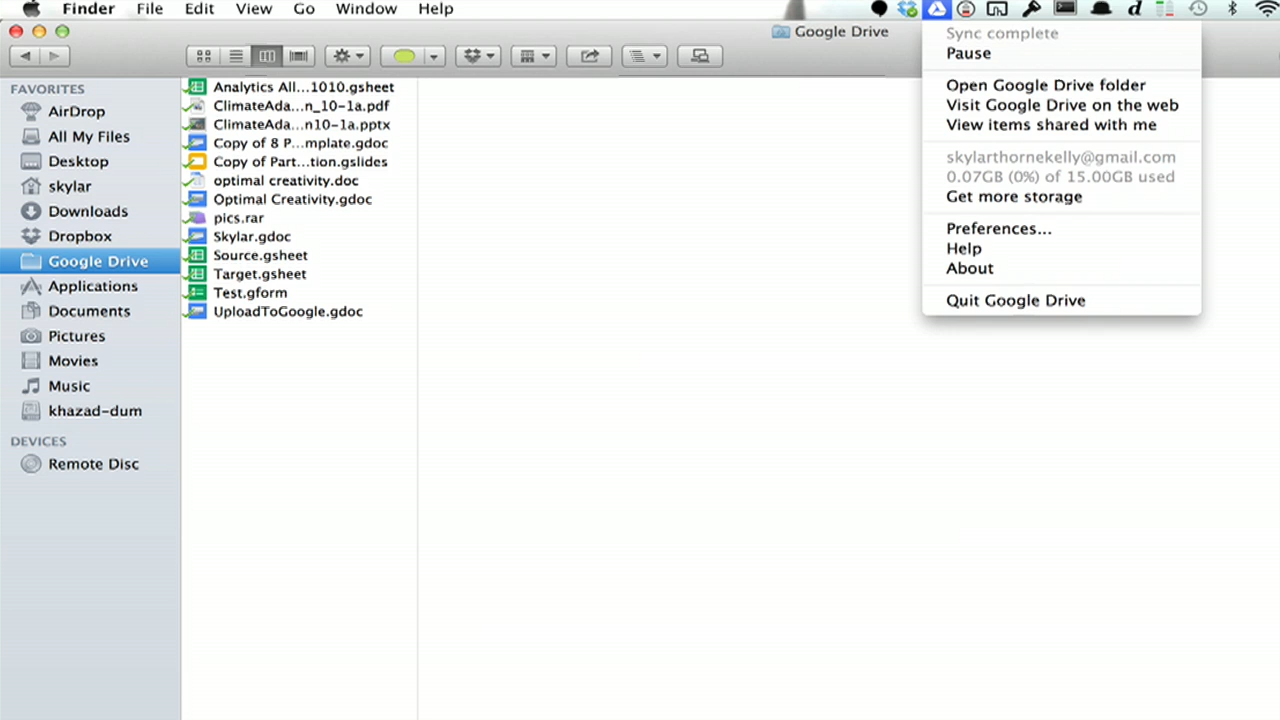 Finder File Edit View Go Window Help
Google Drive
FAVORITES
AirDrop
All My Files
Desktop
skylar
Downloads
Dropbox
Google Drive
Applications
Documents
Pictures
Movies
Music
khazad-dum
DEVICES
Remote Disc
Analytics All...1010.gsheet
ClimateAda...n_10-1a.pdf
ClimateAda...n10-1a.pptx
Copy of 8 P...mplate.gdoc
Copy of Part...tion.gslides
optimal creativity.doc
Optimal Creativity.gdoc
pics.rar
Skylar.gdoc
Source.gsheet
Target.gsheet
Test.gform
UploadToGoogle.gdoc
Sync complete
Pause
Open Google Drive folder
Visit Google Drive on the web
View items shared with me
skylarthornekelly@gmail.com
0.07GB (0%) of 15.00GB used
Get more storage
Preferences...
Help
About
Quit Google Drive